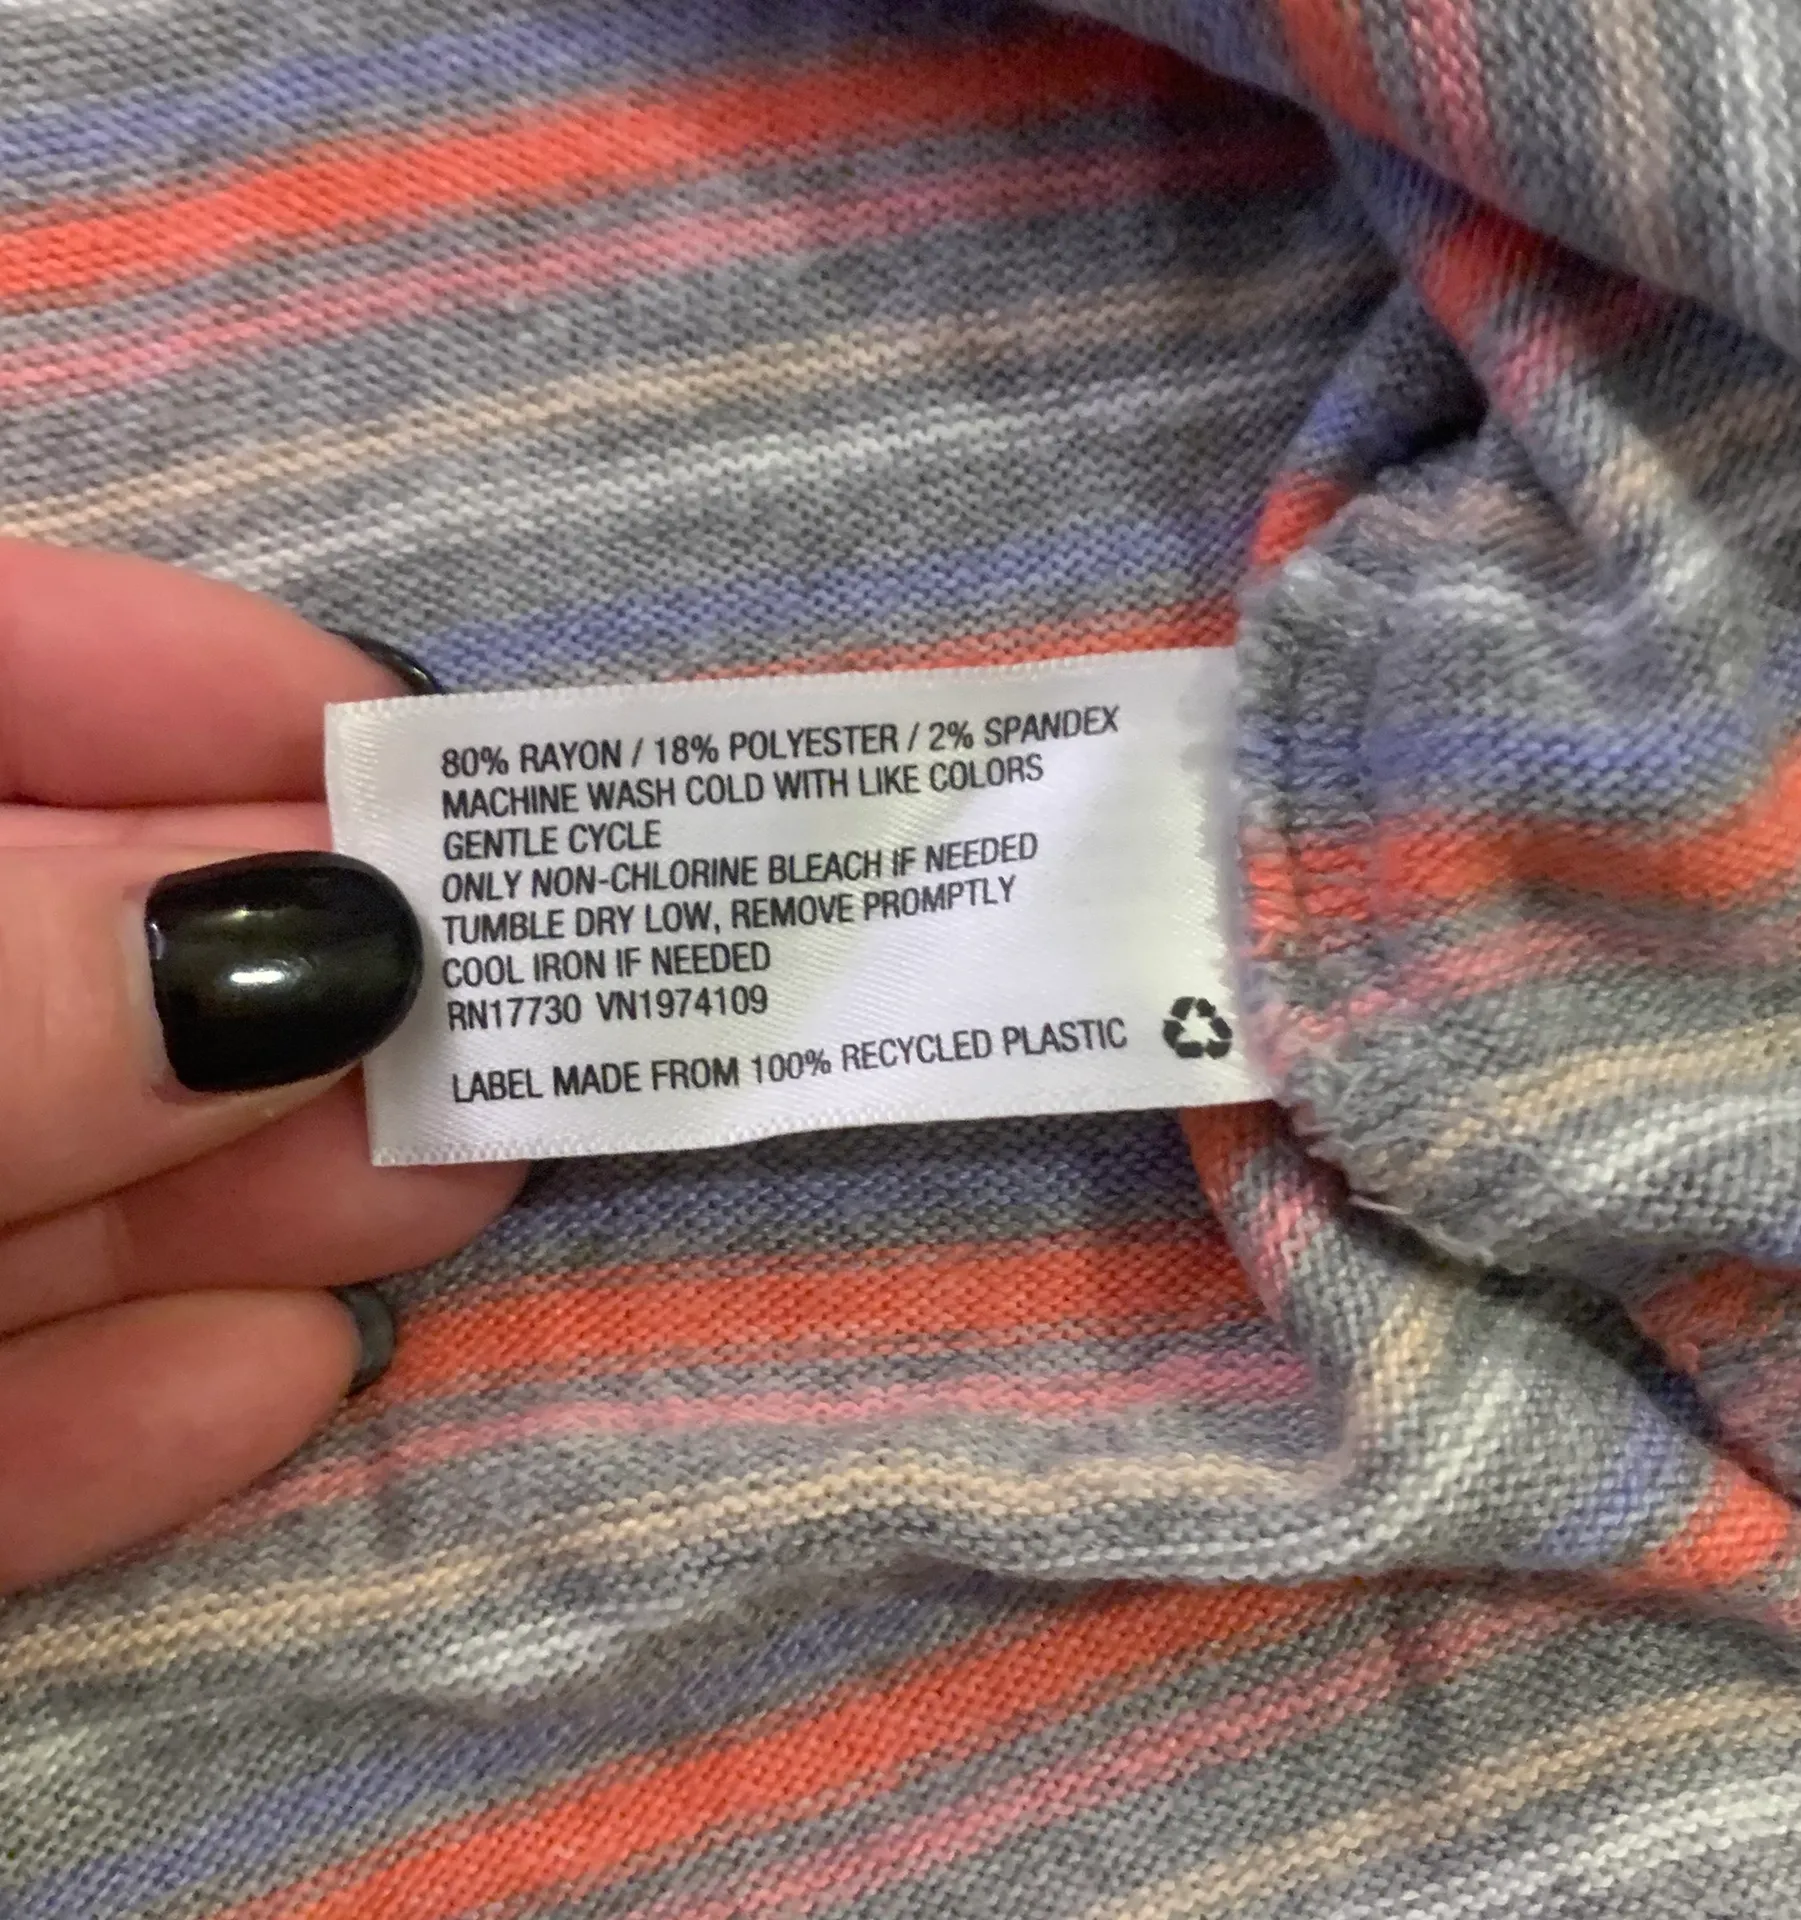 80% RAYON / 18% POLYESTER / 2% SPANDEX
MACHINE WASH COLD WITH LIKE COLORS
GENTLE CYCLE
ONLY NON-CHLORINE BLEACH IF NEEDED
TUMBLE DRY LOW, REMOVE PROMPTLY
COOL IRON IF NEEDED
RN17730 VN1974109
LABEL MADE FROM 100% RECYCLED PLASTIC